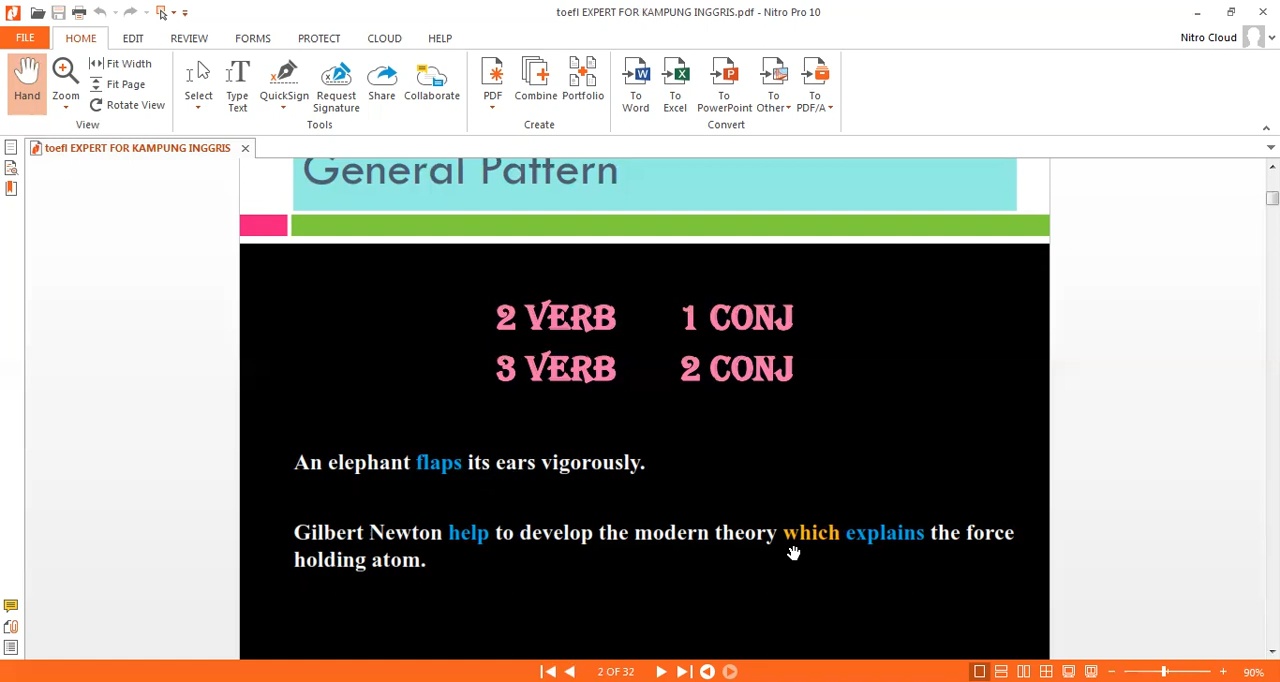 toefl EXPERT FOR KAMPUNG INGGRIS.pdf - Nitro Pro 10
FILE HOME EDIT REVIEW FORMS PROTECT CLOUD HELP
Nitro Cloud
Hand
Zoom
Fit Width
Fit Page
Rotate View
View
Select
Type Text
QuickSign
Request Signature
Share
Collaborate
Tools
PDF
Combine
Portfolio
Create
To Word
To Excel
To PowerPoint
To Other
To PDF/A
Convert
toefl EXPERT FOR KAMPUNG INGGRIS
General Pattern
2 VERB 1 CONJ
3 VERB 2 CONJ
An elephant flaps its ears vigorously.
Gilbert Newton help to develop the modern theory which explains the force
holding atom.
2 OF 32
90%